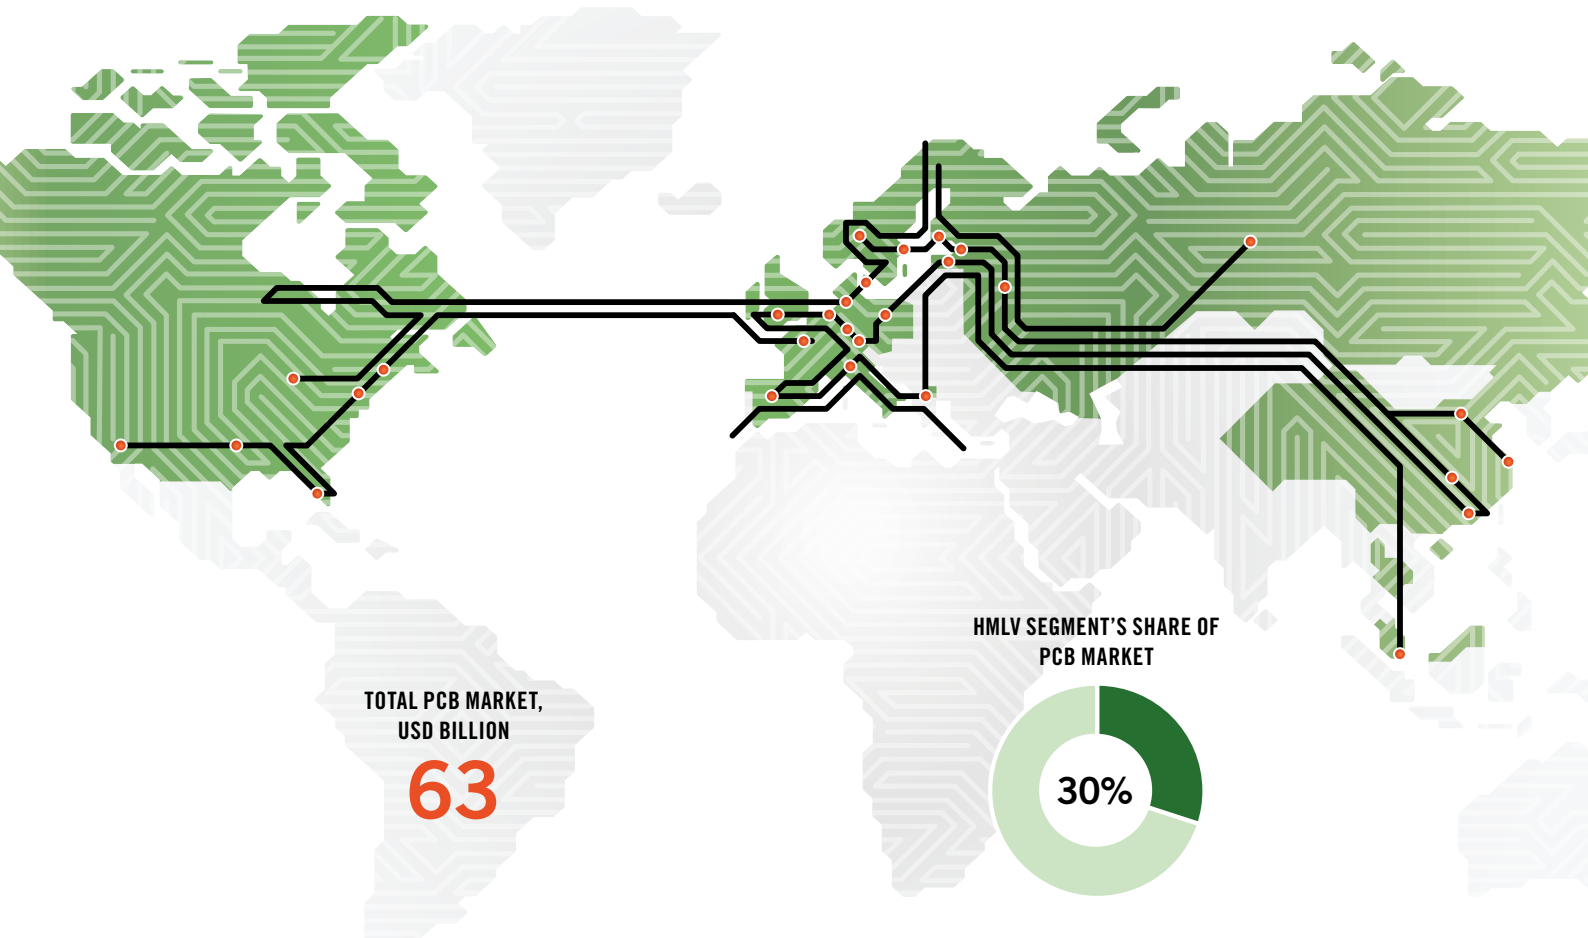 HMLV SEGMENT'S SHARE OF
PCB MARKET
30%
TOTAL PCB MARKET,
USD BILLION
63